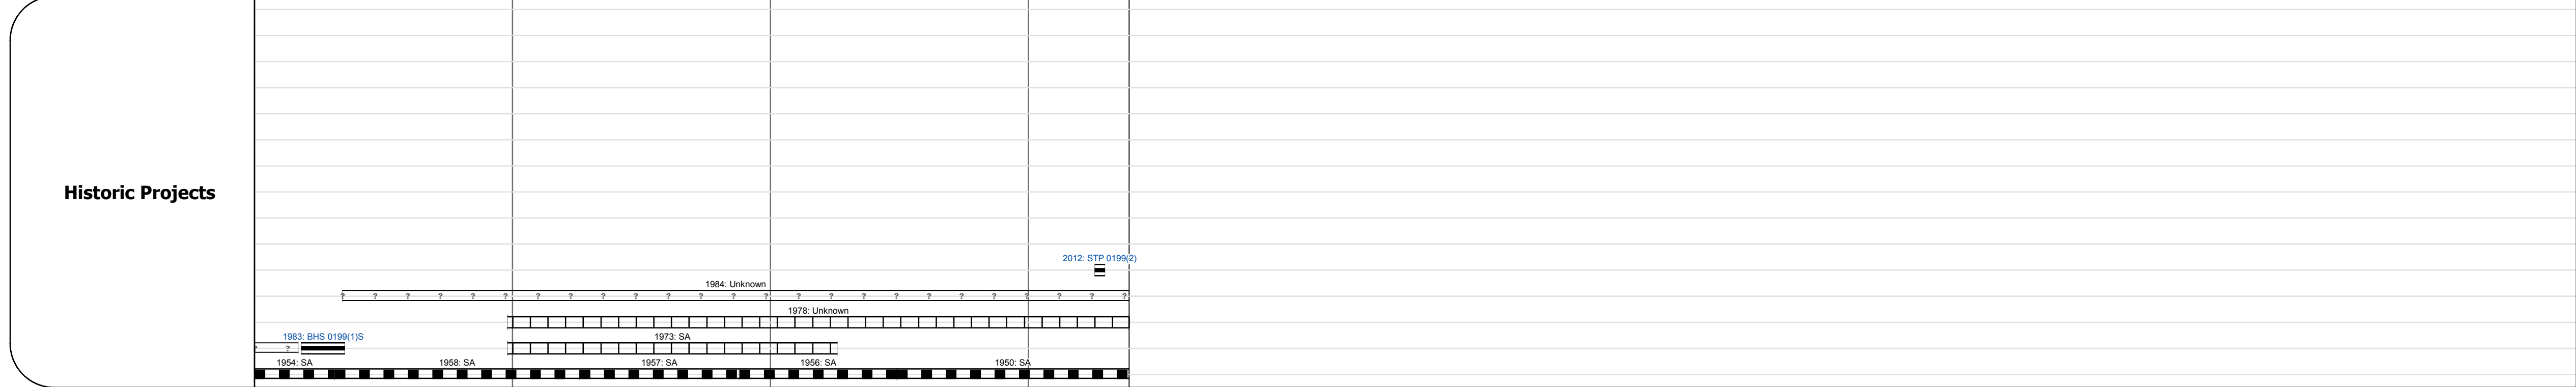 Historic Projects
2012: STP 0199(2)
1984: Unknown
? ? ? ? ? ? ? ? ? ? ? ? ? ? ? ? ? ? ? ? ? ? ? ? ?
1978: Unknown
1983: BHS 0199(1)S 1973: SA
? ?
1954: SA 1958: SA 1957: SA 1956: SA 1950: SA